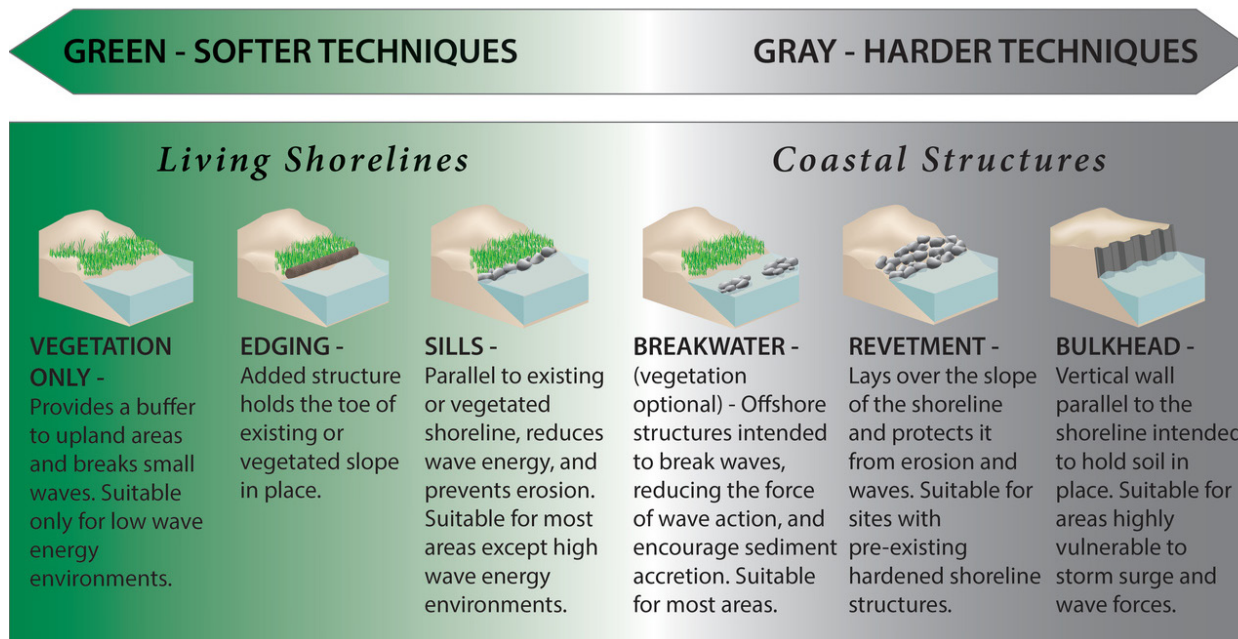 GREEN - SOFTER TECHNIQUES
GRAY - HARDER TECHNIQUES
Living Shorelines
Coastal Structures
VEGETATION
ONLY -
Provides a buffer
to upland areas
and breaks small
waves. Suitable
only for low wave
energy
environments.
EDGING -
Added structure
holds the toe of
existing or
vegetated slope
in place.
SILLS -
Parallel to existing
or vegetated
shoreline, reduces
wave energy, and
prevents erosion.
Suitable for most
areas except high
wave energy
environments.
BREAKWATER -
(vegetation
optional) - Offshore
structures intended
to break waves,
reducing the force
of wave action, and
encourage sediment
accretion. Suitable
for most areas.
REVETMENT -
Lays over the slope
of the shoreline
and protects it
from erosion and
waves. Suitable for
sites with
pre-existing
hardened shoreline
structures.
BULKHEAD -
Vertical wall
parallel to the
shoreline intended
to hold soil in
place. Suitable for
areas highly
vulnerable to
storm surge and
wave forces.